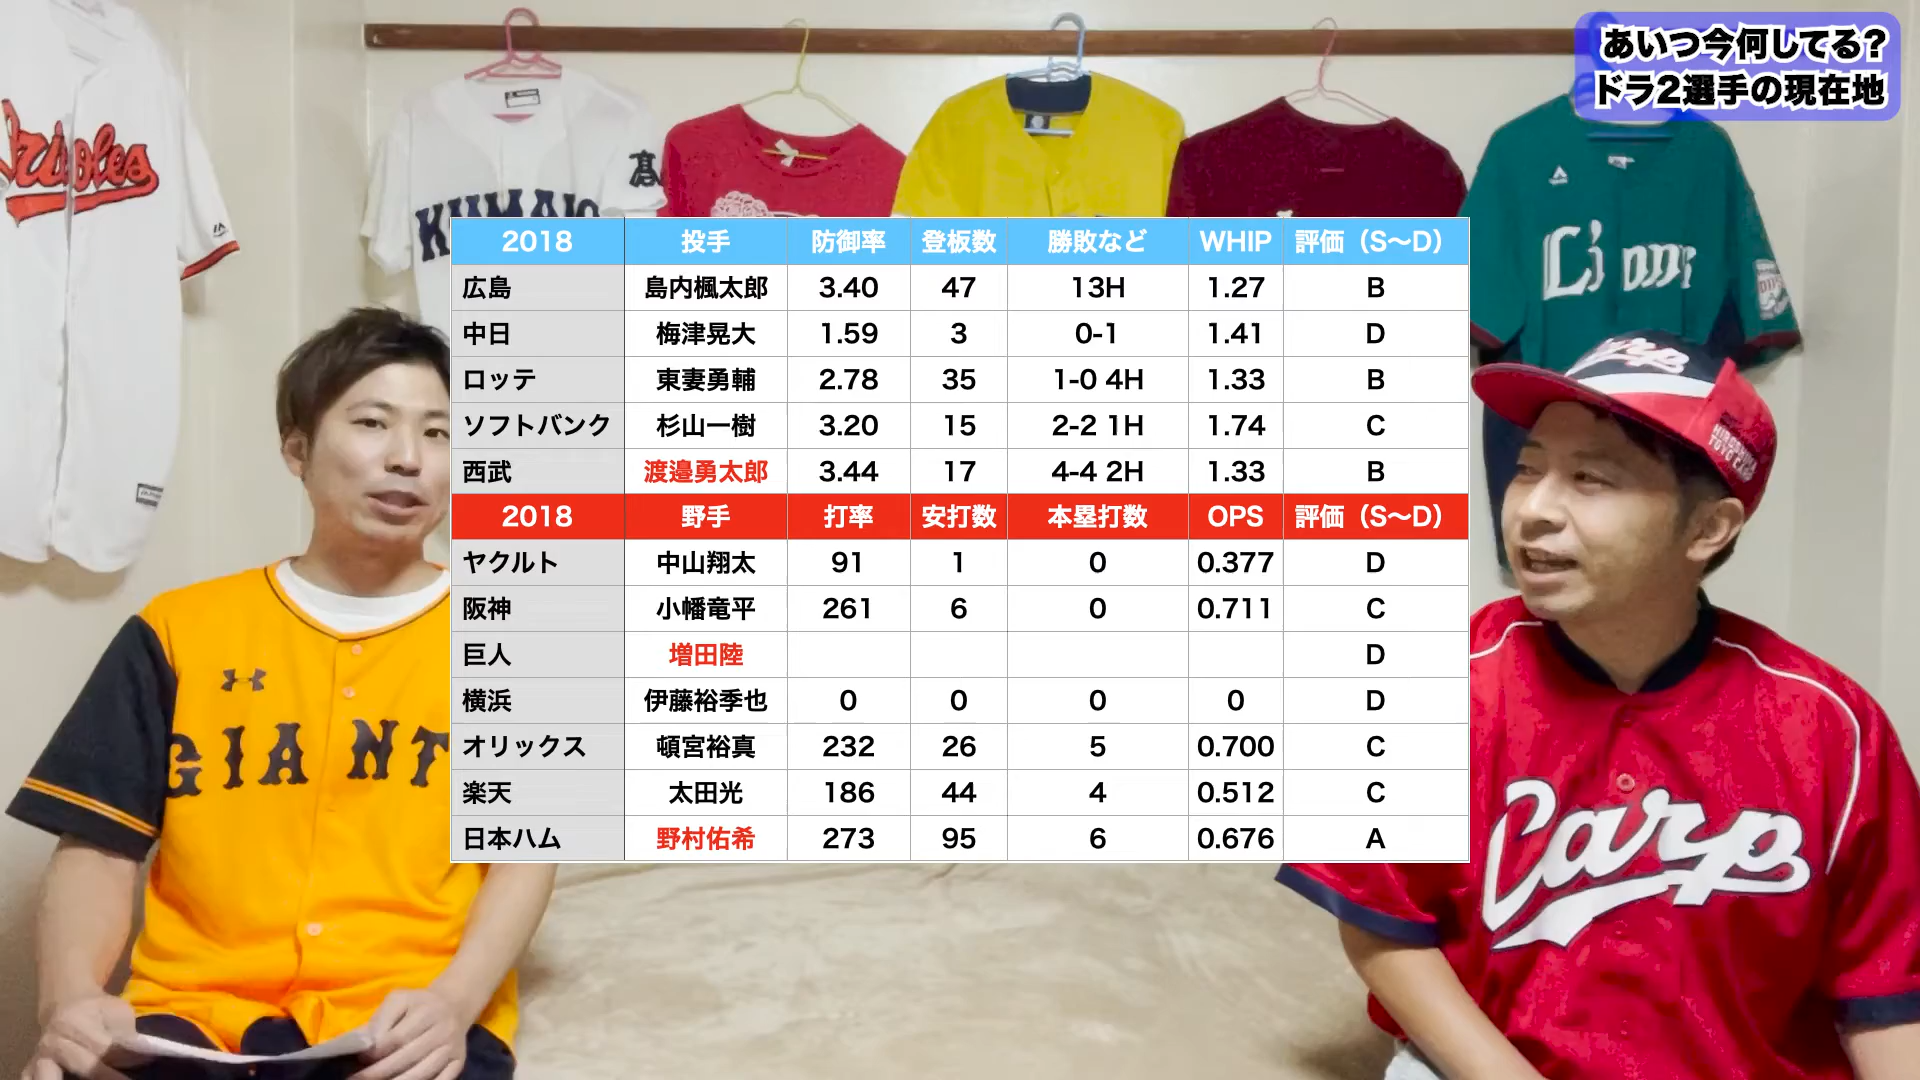 あいつ今何してる?
ドラ2選手の現在地
Orioles
髙
Lions
2018 投手 防御率 登板数 勝敗など WHIP 評価（S〜D）
広島 島内颯太郎 3.40 47 13H 1.27 B
中日 梅津晃大 1.59 3 0-1 1.41 D
ロッテ 東妻勇輔 2.78 35 1-0 4H 1.33 B
ソフトバンク 杉山一樹 3.20 15 2-2 1H 1.74 C
西武 渡邉勇太郎 3.44 17 4-4 2H 1.33 B
2018 野手 打率 安打数 本塁打数 OPS 評価（S〜D）
ヤクルト 中山翔太 91 1 0 0.377 D
阪神 小幡竜平 261 6 0 0.711 C
巨人 増田陸 D
横浜 伊藤裕季也 0 0 0 0 D
オリックス 頓宮裕真 232 26 5 0.700 C
楽天 太田光 186 44 4 0.512 C
日本ハム 野村佑希 273 95 6 0.676 A
Carp
HIROSHIMA
TOYO CARP
GIANT
Carp